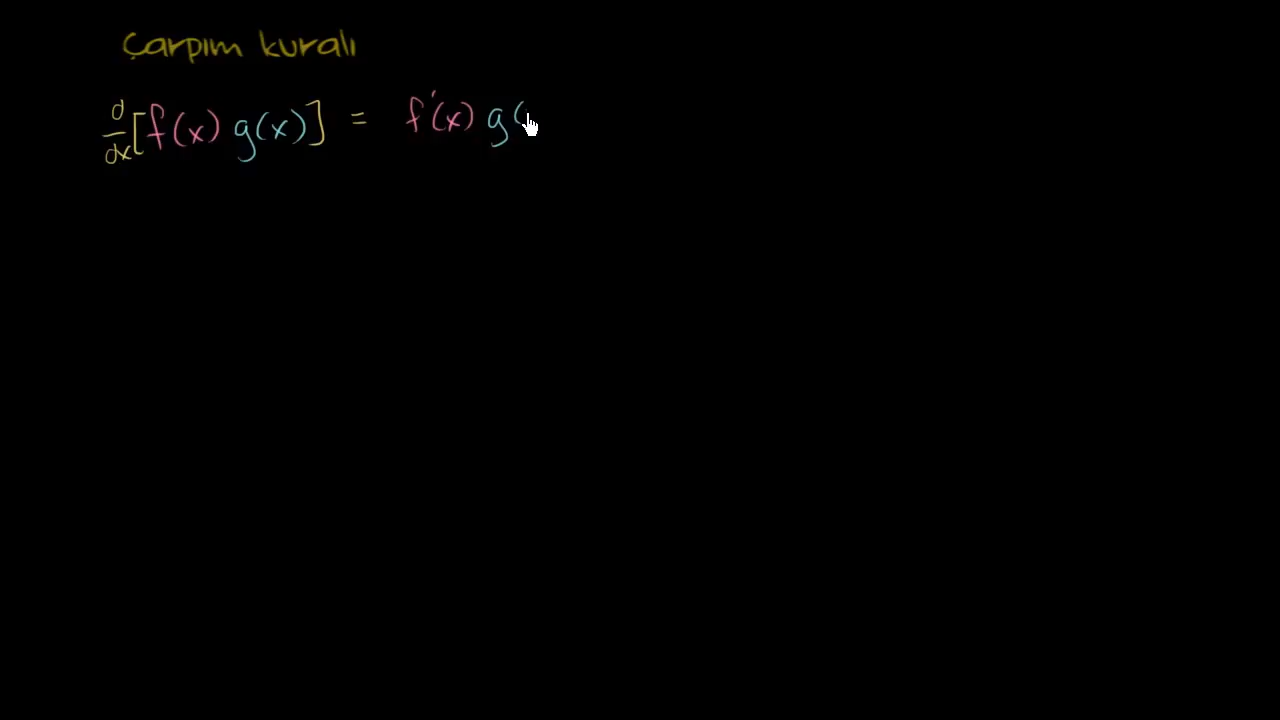 Çarpım kuralı
d/dx [f(x) g(x)] = f'(x) g(